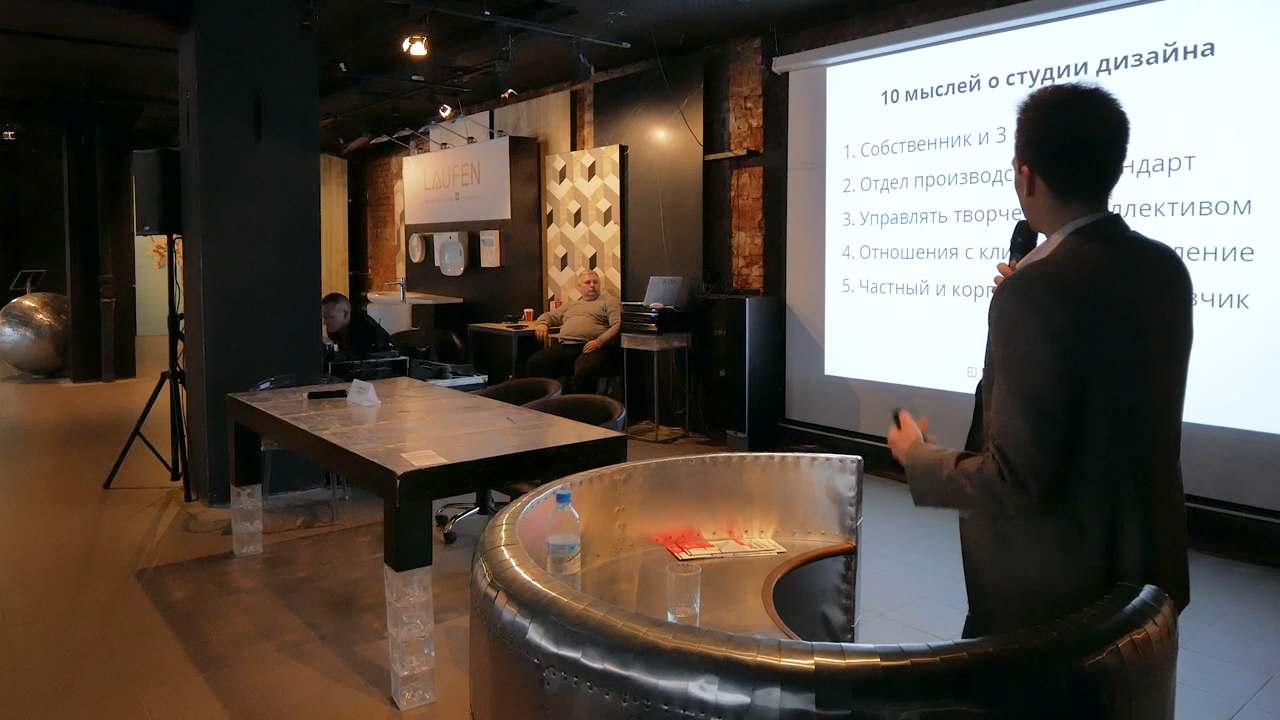 10 мыслей о студии дизайна
1. Собственник и 3
2. Отдел производс ндарт
3. Управлять творче ллективом
4. Отношения с кли ление
5. Частный и корп зчик
LAUFEN